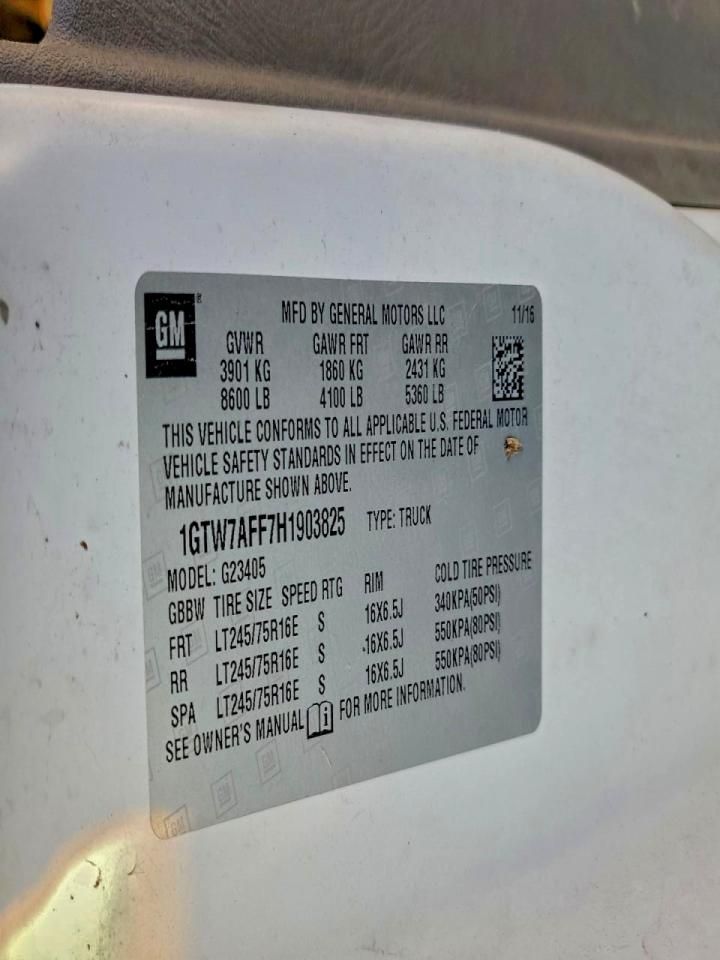 GM ®
MFD BY GENERAL MOTORS LLC 11/16
GVWR GAWR FRT GAWR RR
3901 KG 1860 KG 2431 KG
8600 LB 4100 LB 5360 LB
THIS VEHICLE CONFORMS TO ALL APPLICABLE U.S. FEDERAL MOTOR
VEHICLE SAFETY STANDARDS IN EFFECT ON THE DATE OF
MANUFACTURE SHOWN ABOVE.
1GTW7AFF7H1903825 TYPE: TRUCK
MODEL: G23405
GBBW TIRE SIZE SPEED RTG RIM COLD TIRE PRESSURE
FRT LT245/75R16E S 16X6.5J 340KPA(50PSI)
RR LT245/75R16E S 16X6.5J 550KPA(80PSI)
SPA LT245/75R16E S 16X6.5J 550KPA(80PSI)
SEE OWNER'S MANUAL FOR MORE INFORMATION.